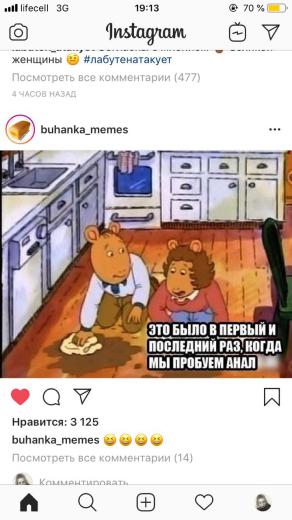 lifecell 3G 19:13 70 %
Instagram
женщины #лабутенатакует
Посмотреть все комментарии (477)
4 ЧАСОВ НАЗАД
buhanka_memes
ЭТО БЫЛО В ПЕРВЫЙ И
ПОСЛЕДНИЙ РАЗ, КОГДА
МЫ ПРОБУЕМ АНАЛ
Нравится: 3 125
buhanka_memes 😆😆😆😆
Посмотреть все комментарии (14)
Комментировать